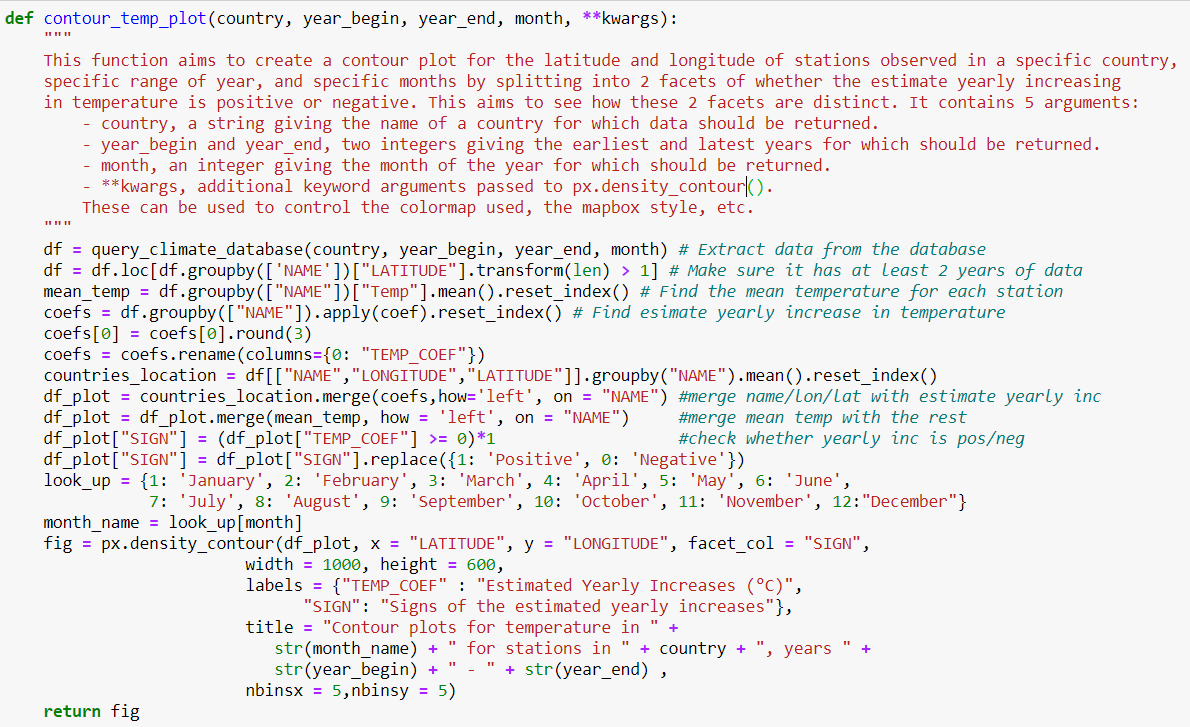 def contour_temp_plot(country, year_begin, year_end, month, **kwargs):
    """
    This function aims to create a contour plot for the latitude and longitude of stations observed in a specific country,
    specific range of year, and specific months by splitting into 2 facets of whether the estimate yearly increasing
    in temperature is positive or negative. This aims to see how these 2 facets are distinct. It contains 5 arguments:
        - country, a string giving the name of a country for which data should be returned.
        - year_begin and year_end, two integers giving the earliest and latest years for which should be returned.
        - month, an integer giving the month of the year for which should be returned.
        - **kwargs, additional keyword arguments passed to px.density_contour().
        These can be used to control the colormap used, the mapbox style, etc.
    """
    df = query_climate_database(country, year_begin, year_end, month) # Extract data from the database
    df = df.loc[df.groupby(['NAME'])["LATITUDE"].transform(len) > 1] # Make sure it has at least 2 years of data
    mean_temp = df.groupby(["NAME"])["Temp"].mean().reset_index() # Find the mean temperature for each station
    coefs = df.groupby(["NAME"]).apply(coef).reset_index() # Find esimate yearly increase in temperature
    coefs[0] = coefs[0].round(3)
    coefs = coefs.rename(columns={0: "TEMP_COEF"})
    countries_location = df[["NAME","LONGITUDE","LATITUDE"]].groupby("NAME").mean().reset_index()
    df_plot = countries_location.merge(coefs,how='left', on = "NAME") #merge name/lon/lat with estimate yearly inc
    df_plot = df_plot.merge(mean_temp, how = 'left', on = "NAME")     #merge mean temp with the rest
    df_plot["SIGN"] = (df_plot["TEMP_COEF"] >= 0)*1                   #check whether yearly inc is pos/neg
    df_plot["SIGN"] = df_plot["SIGN"].replace({1: 'Positive', 0: 'Negative'})
    look_up = {1: 'January', 2: 'February', 3: 'March', 4: 'April', 5: 'May', 6: 'June',
               7: 'July', 8: 'August', 9: 'September', 10: 'October', 11: 'November', 12:"December"}
    month_name = look_up[month]
    fig = px.density_contour(df_plot, x = "LATITUDE", y = "LONGITUDE", facet_col = "SIGN",
                         width = 1000, height = 600,
                         labels = {"TEMP_COEF" : "Estimated Yearly Increases (°C)",
                               "SIGN": "Signs of the estimated yearly increases"},
                         title = "Contour plots for temperature in " +
                            str(month_name) + " for stations in " + country + ", years " +
                            str(year_begin) + " - " + str(year_end) ,
                         nbinsx = 5,nbinsy = 5)
    return fig